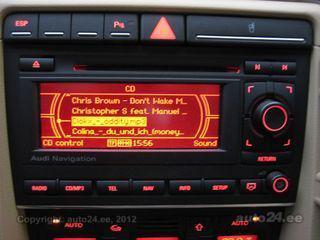 ESP
CD
Chris Brown - Don't Wake M...
Christopher S feat. Manuel ...
Colina_-_du_und_ich_(money...
CD control TP 15:56 Sound
Audi Navigation
RETURN
RADIO CD/MP3 TEL NAV INFO SETUP
AUTO AUTO
Copyright: auto24.ee, 2012
auto24.ee